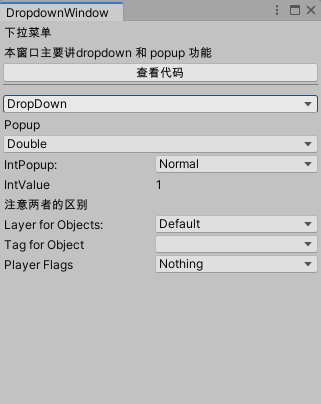 DropdownWindow
下拉菜单
本窗口主要讲dropdown 和 popup 功能
查看代码
DropDown
Popup
Double
IntPopup: Normal
IntValue 1
注意两者的区别
Layer for Objects: Default
Tag for Object
Player Flags Nothing